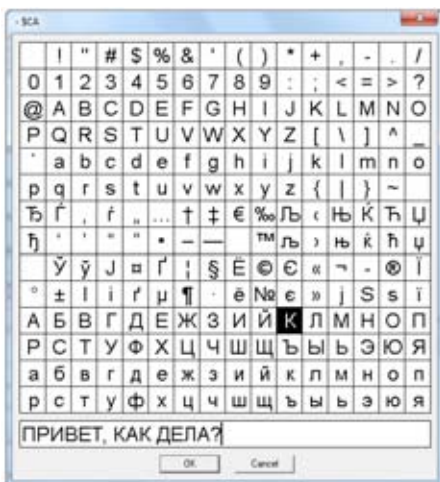 - SCA
! " # $ % & ' ( ) * + , - . /
0 1 2 3 4 5 6 7 8 9 : ; < = > ?
@ A B C D E F G H I J K L M N O
P Q R S T U V W X Y Z [ \ ] ^ _
` a b c d e f g h i j k l m n o
p q r s t u v w x y z { | } ~
Ђ Ѓ ‚ ѓ „ … † ‡ € ‰ Љ ‹ Њ Ќ Ћ Џ
ђ ‘ ’ “ ” • – — ™ љ › њ ќ ћ џ
Ў ў Ј ¤ Ґ ¦ § Ё © Є « ¬ - ® Ї
° ± І і ґ µ ¶ · ё № є » ј Ѕ ѕ ї
А Б В Г Д Е Ж З И Й К Л М Н О П
Р С Т У Ф Х Ц Ч Ш Щ Ъ Ы Ь Э Ю Я
а б в г д е ж з и й к л м н о п
р с т у ф х ц ч ш щ ъ ы ь э ю я
ПРИВЕТ, КАК ДЕЛА?
OK Cancel